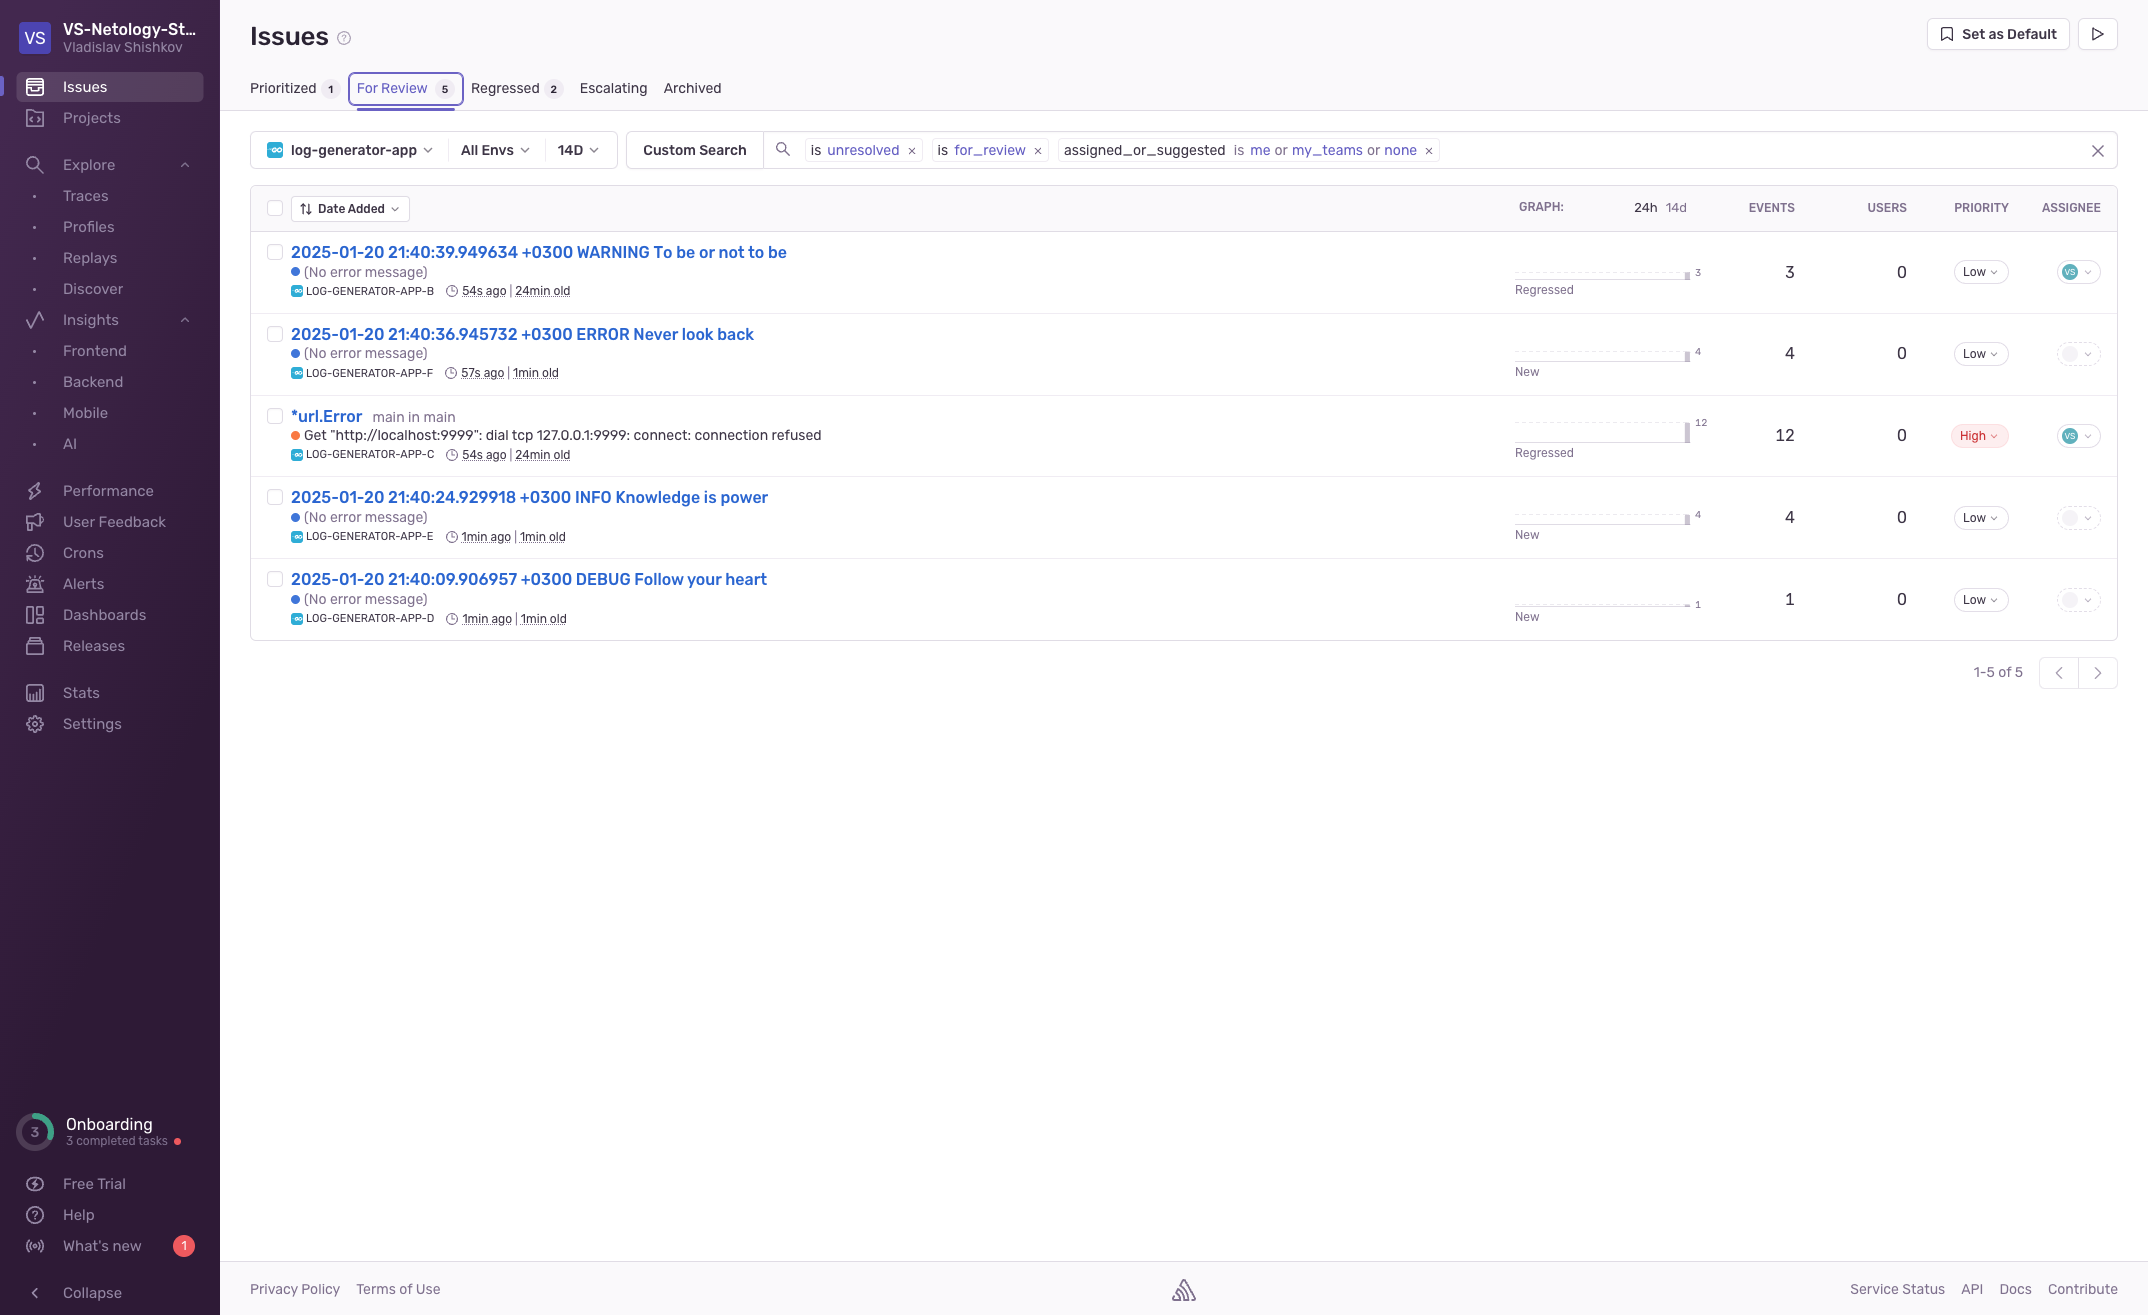 VS
VS-Netology-St...
Vladislav Shishkov
Issues
Projects
Explore
Traces
Profiles
Replays
Discover
Insights
Frontend
Backend
Mobile
AI
Performance
User Feedback
Crons
Alerts
Dashboards
Releases
Stats
Settings
3
Onboarding
3 completed tasks
Free Trial
Help
What's new 1
Collapse
Issues ?
Set as Default
Prioritized 1 For Review 5 Regressed 2 Escalating Archived
log-generator-app All Envs 14D Custom Search is unresolved × is for_review × assigned_or_suggested is me or my_teams or none ×
Date Added GRAPH: 24h 14d EVENTS USERS PRIORITY ASSIGNEE
2025-01-20 21:40:39.949634 +0300 WARNING To be or not to be
(No error message)
LOG-GENERATOR-APP-B 54s ago | 24min old
3
Regressed
3 0 Low VS
2025-01-20 21:40:36.945732 +0300 ERROR Never look back
(No error message)
LOG-GENERATOR-APP-F 57s ago | 1min old
4
New
4 0 Low
*url.Error main in main
Get "http://localhost:9999": dial tcp 127.0.0.1:9999: connect: connection refused
LOG-GENERATOR-APP-C 54s ago | 24min old
12
Regressed
12 0 High VS
2025-01-20 21:40:24.929918 +0300 INFO Knowledge is power
(No error message)
LOG-GENERATOR-APP-E 1min ago | 1min old
4
New
4 0 Low
2025-01-20 21:40:09.906957 +0300 DEBUG Follow your heart
(No error message)
LOG-GENERATOR-APP-D 1min ago | 1min old
1
New
1 0 Low
1-5 of 5
Privacy Policy Terms of Use Service Status API Docs Contribute